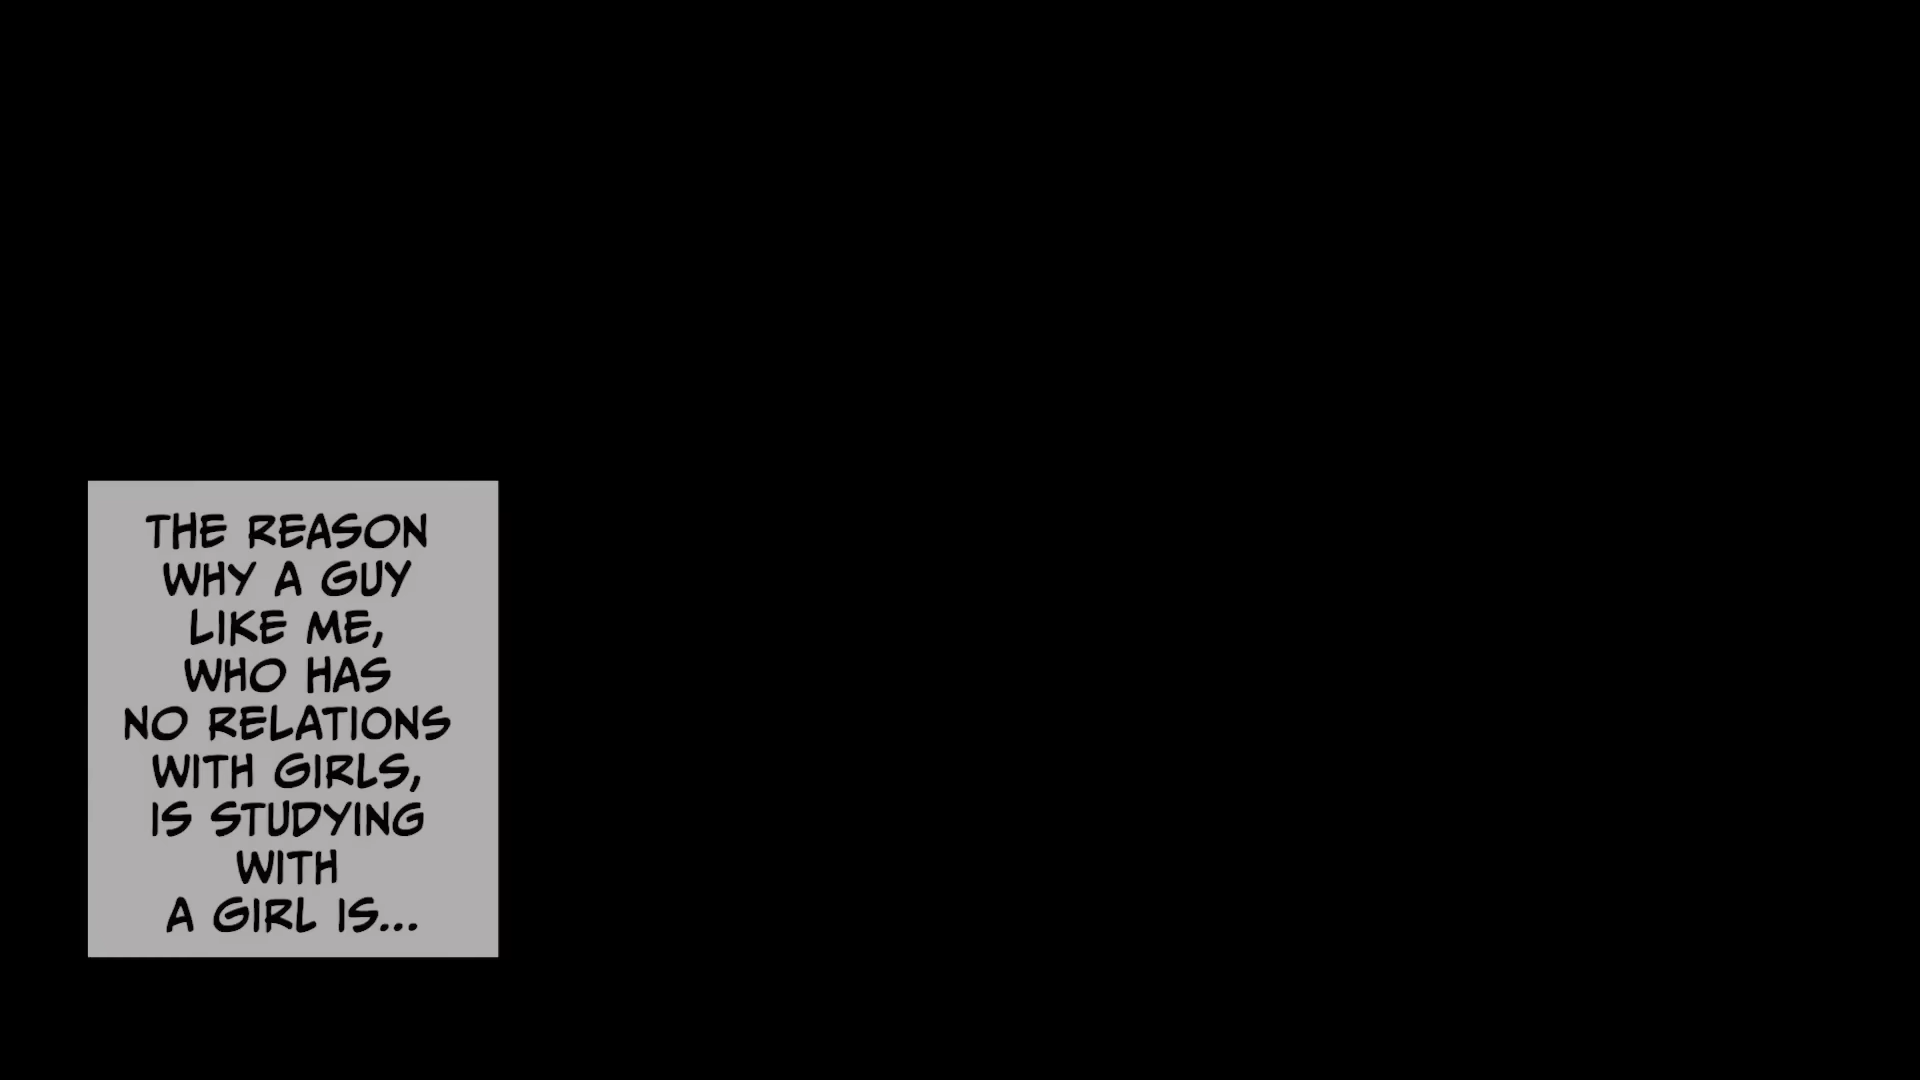 THE REASON
WHY A GUY
LIKE ME,
WHO HAS
NO RELATIONS
WITH GIRLS,
IS STUDYING
WITH
A GIRL IS...